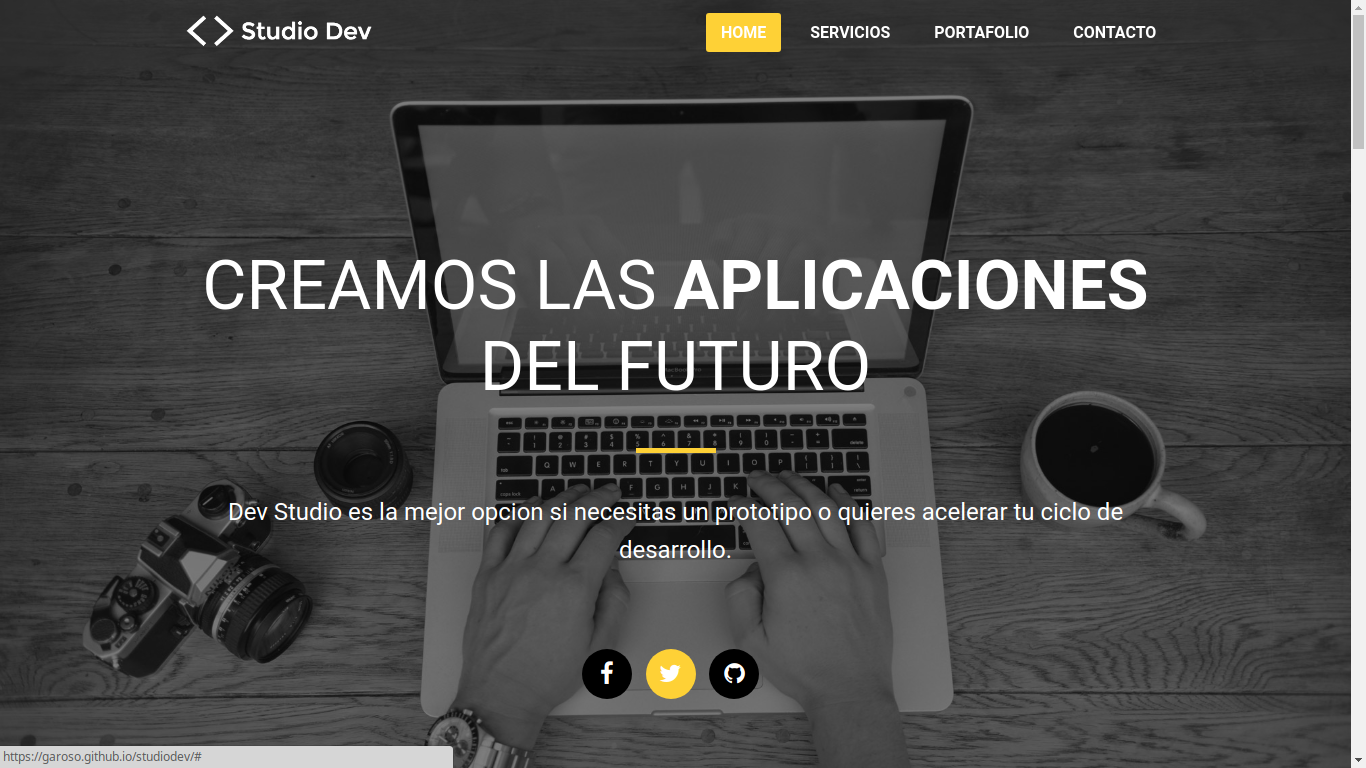 Studio Dev
HOME SERVICIOS PORTAFOLIO CONTACTO
CREAMOS LAS APLICACIONES
DEL FUTURO
Dev Studio es la mejor opcion si necesitas un prototipo o quieres acelerar tu ciclo de
desarrollo.
https://garoso.github.io/studiodev/#